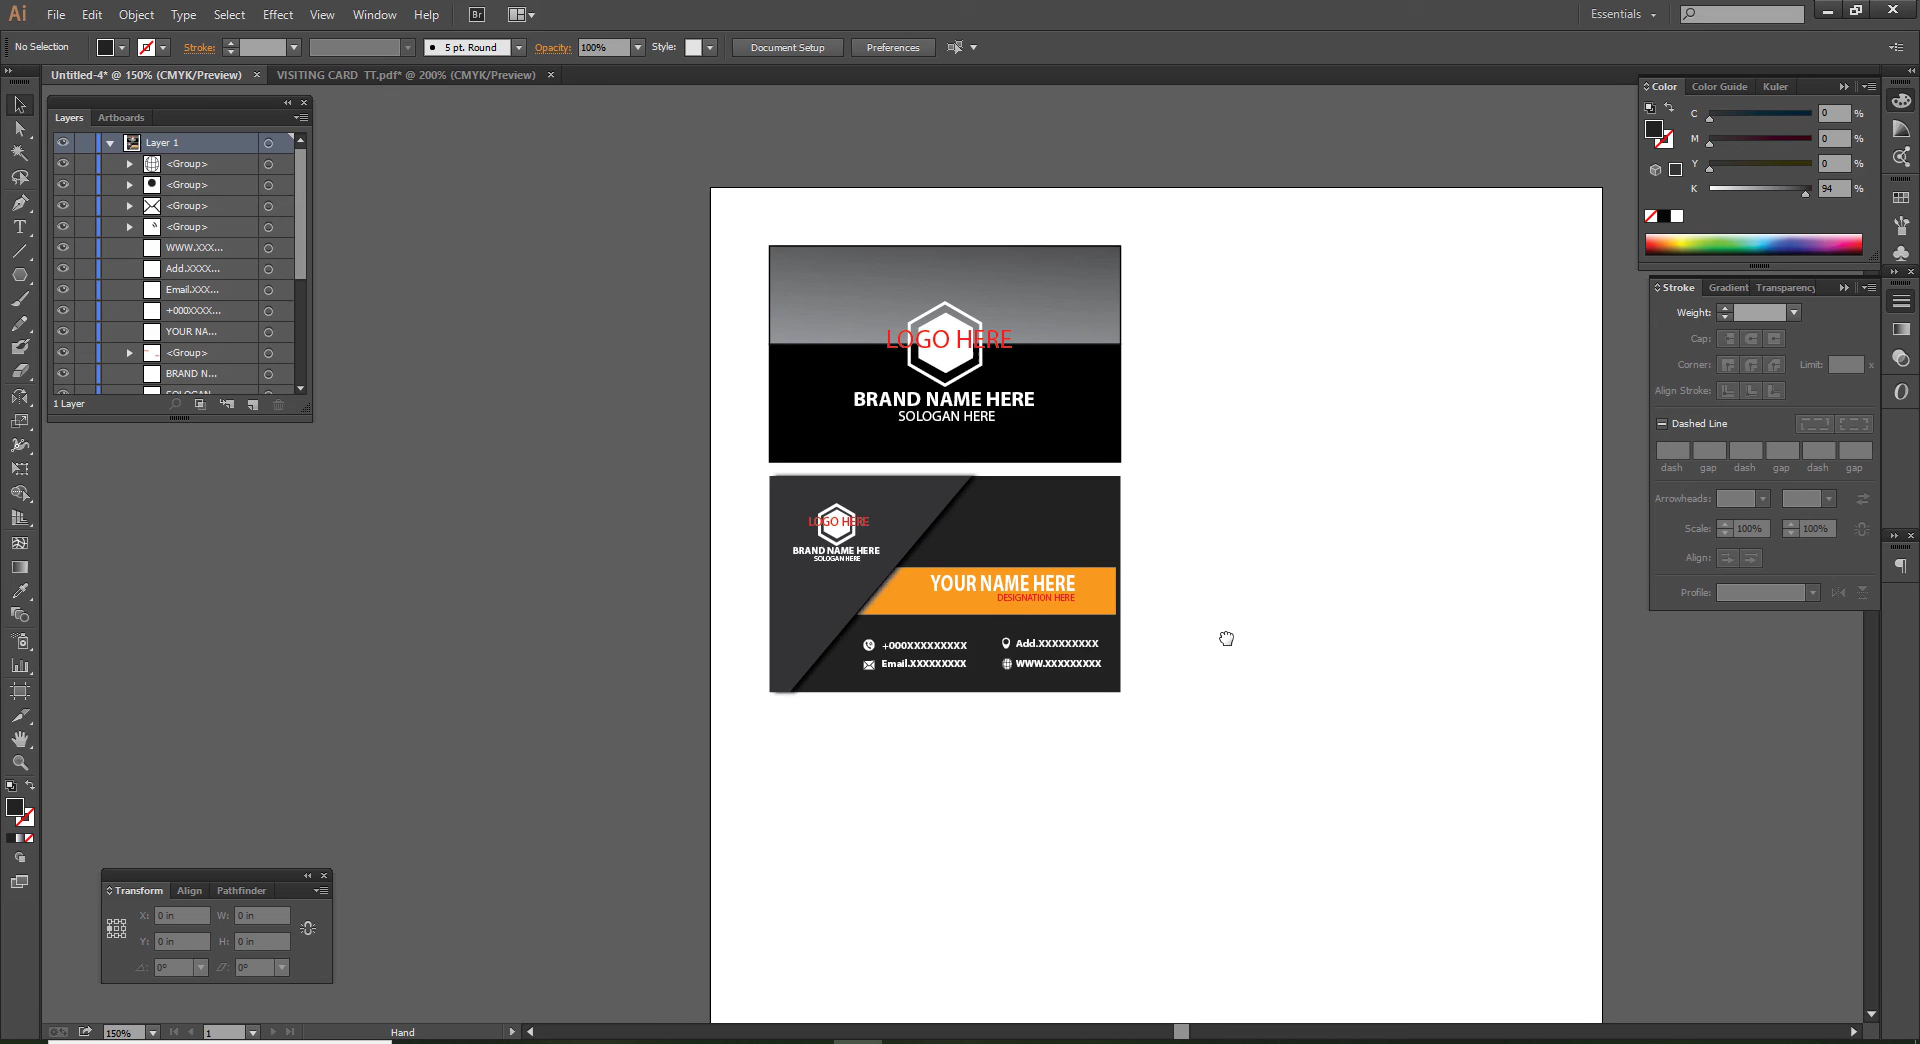 Ai File Edit Object Type Select Effect View Window Help Br Essentials
No Selection Stroke: 5 pt. Round Opacity: 100% Style: Document Setup Preferences
Untitled-4* @ 150% (CMYK/Preview) × VISITING CARD TT.pdf* @ 200% (CMYK/Preview) ×
Layers Artboards
Layer 1
<Group>
<Group>
<Group>
<Group>
WWW.XXX...
Add.XXXX...
Email.XXX...
+000XXXX...
YOUR NA...
<Group>
BRAND N...
SOLOGAN
1 Layer
LOGO HERE
BRAND NAME HERE
SOLOGAN HERE
LOGO HERE
BRAND NAME HERE
SOLOGAN HERE
YOUR NAME HERE
DESIGNATION HERE
+000XXXXXXXXXX Add.XXXXXXXXX
Email.XXXXXXXXX WWW.XXXXXXXXX
Color Color Guide Kuler
C 0 %
M 0 %
Y 0 %
K 94 %
Stroke Gradient Transparency
Weight:
Cap:
Corner: Limit: x
Align Stroke:
Dashed Line
dash gap dash gap dash gap
Arrowheads:
Scale: 100% 100%
Align:
Profile:
Transform Align Pathfinder
X: 0 in W: 0 in
Y: 0 in H: 0 in
0° 0°
150% 1 Hand